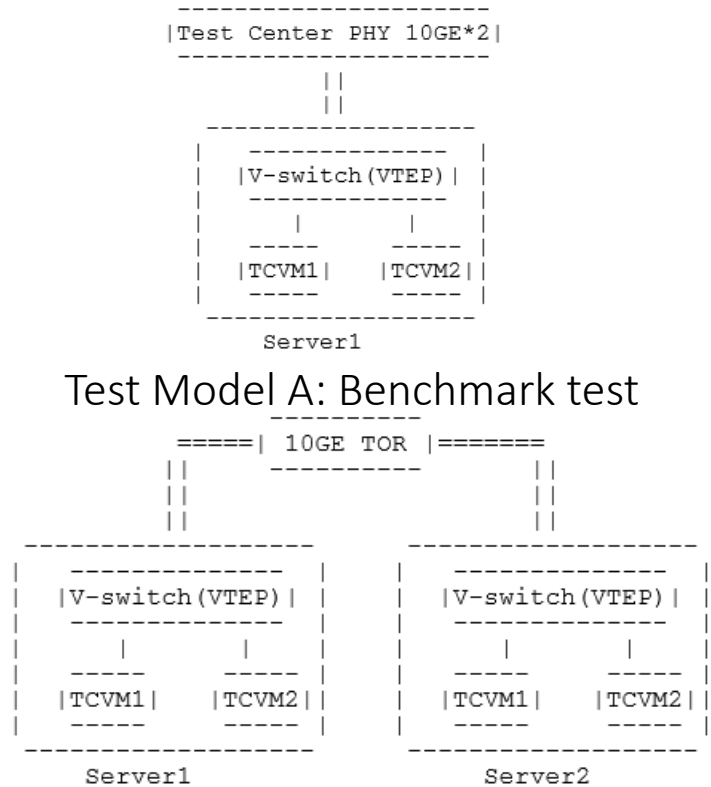 Test Center PHY 10GE*2
V-switch(VTEP)
TCVM1 TCVM2
Server1
Test Model A: Benchmark test
10GE TOR
V-switch(VTEP) V-switch(VTEP)
TCVM1 TCVM2 TCVM1 TCVM2
Server1 Server2